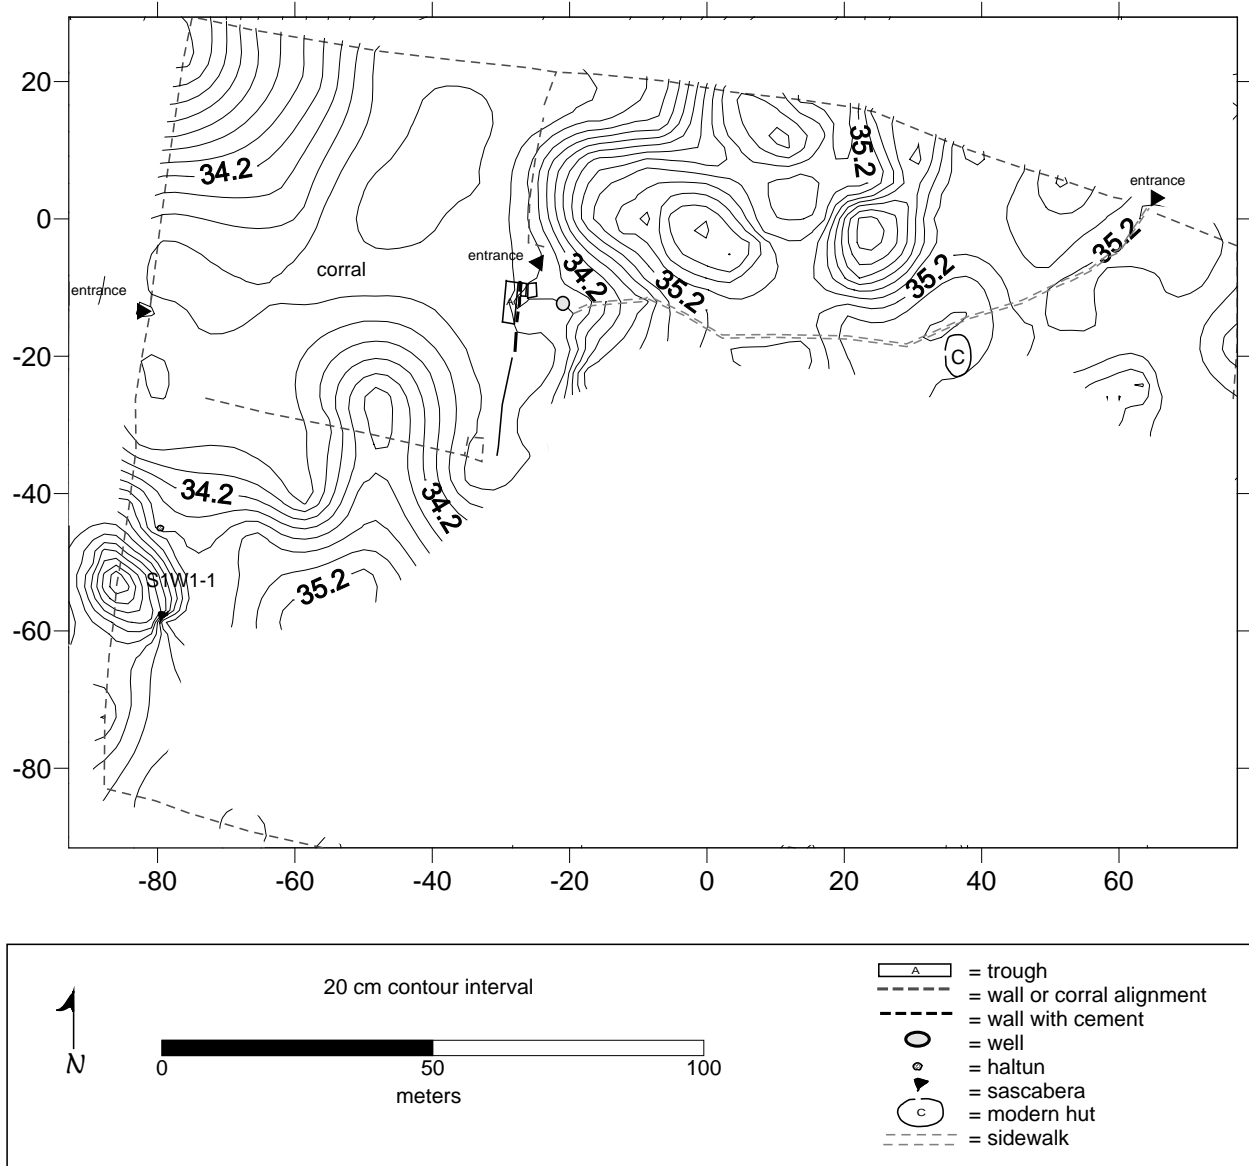 20
0
-20
-40
-60
-80
-80
-60
-40
-20
0
20
40
60
34.2
35.2
entrance
entrance
corral
entrance
34.2
35.2
35.2
35.2
A
C
34.2
34.2
S1W1-1
35.2
20 cm contour interval
0
50
100
meters
N
A
= trough
= wall or corral alignment
= wall with cement
= well
= haltun
= sascabera
C
= modern hut
= sidewalk